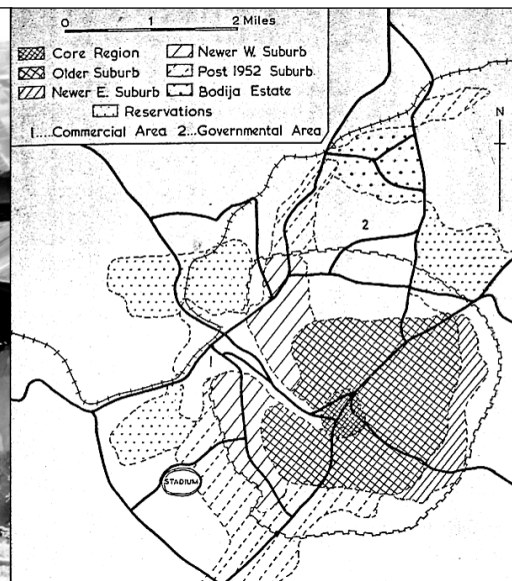 0 1 2 Miles
Core Region Newer W. Suburb
Older Suburb Post 1952 Suburb
Newer E. Suburb Bodija Estate
Reservations
1....Commercial Area 2...Governmental Area
N
2
1
STADIUM